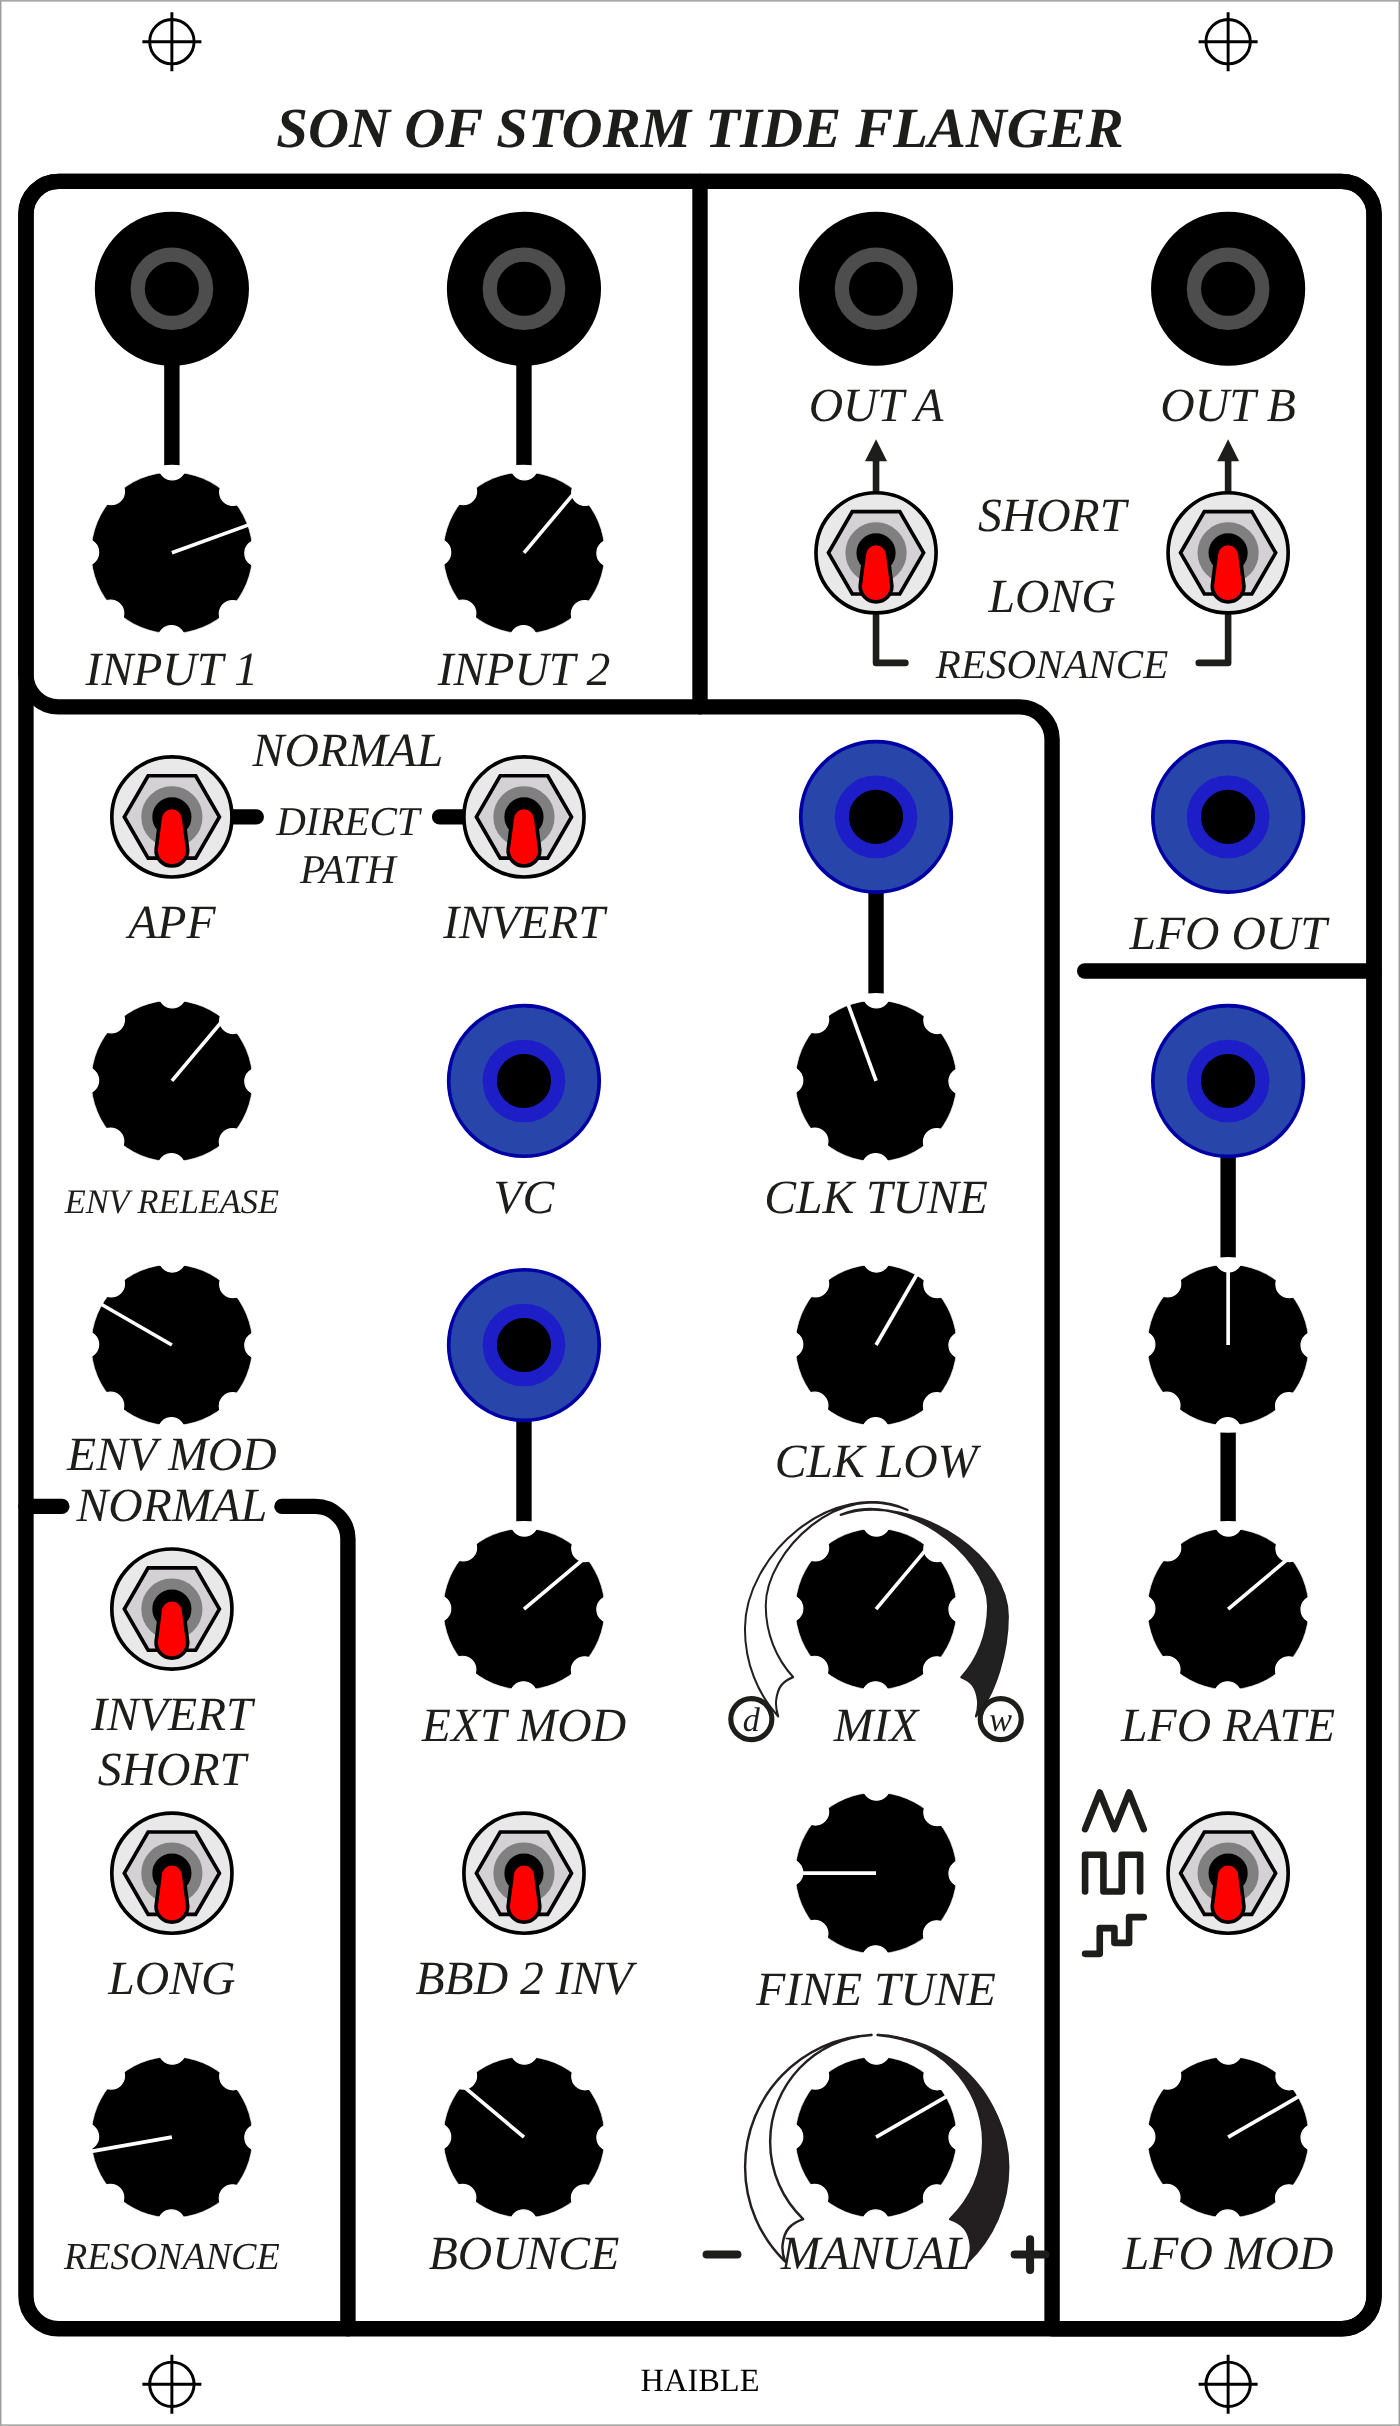 SON OF STORM TIDE FLANGER
OUT A
OUT B
SHORT
LONG
RESONANCE
INPUT 1
INPUT 2
NORMAL
DIRECT
PATH
APF
INVERT
LFO OUT
ENV RELEASE
VC
CLK TUNE
ENV MOD
CLK LOW
NORMAL
INVERT
SHORT
EXT MOD
d
MIX
w
LFO RATE
LONG
BBD 2 INV
FINE TUNE
RESONANCE
BOUNCE
− MANUAL +
LFO MOD
HAIBLE